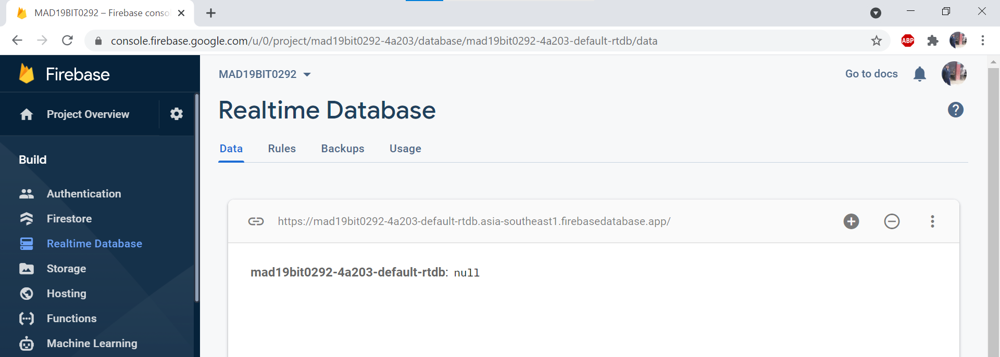 MAD19BIT0292 – Firebase conso
console.firebase.google.com/u/0/project/mad19bit0292-4a203/database/mad19bit0292-4a203-default-rtdb/data
ABP
Firebase
MAD19BIT0292
Go to docs
Project Overview
Realtime Database
?
Data Rules Backups Usage
Build
Authentication
Firestore
Realtime Database
Storage
Hosting
Functions
Machine Learning
https://mad19bit0292-4a203-default-rtdb.asia-southeast1.firebasedatabase.app/
mad19bit0292-4a203-default-rtdb: null